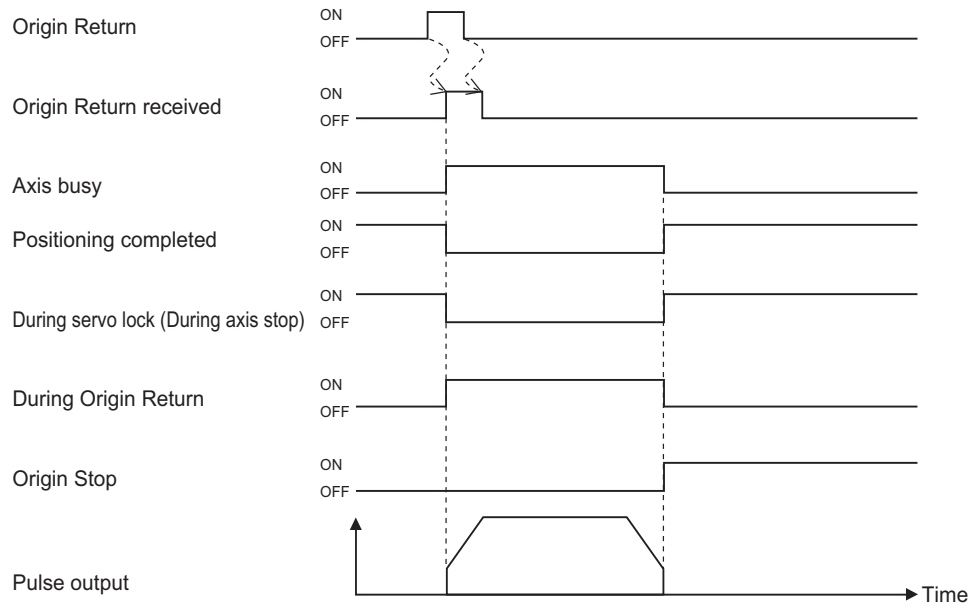 Origin Return
ON
OFF
Origin Return received
ON
OFF
Axis busy
ON
OFF
Positioning completed
ON
OFF
During servo lock (During axis stop)
ON
OFF
During Origin Return
ON
OFF
Origin Stop
ON
OFF
Pulse output
Time